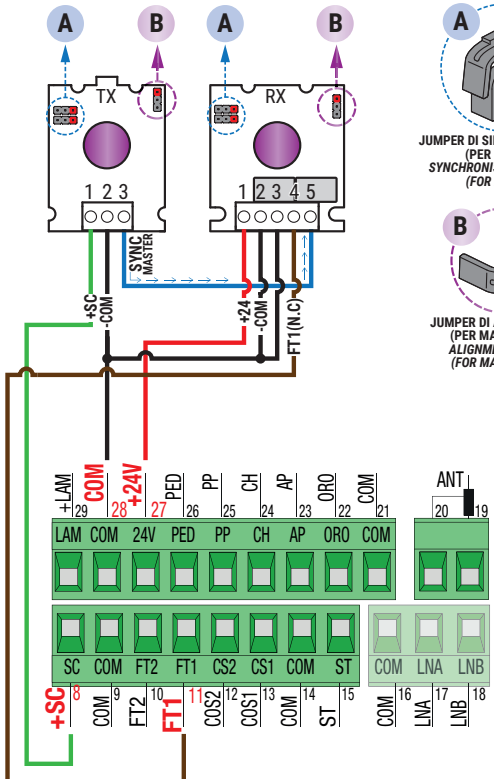 A B A B
TX RX
1 2 3
1 2 3 4 5
SYNC
MASTER
+SC
-COM
+24
-COM
FT1(N.C)
A
JUMPER DI SI
(PER
SYNCHRONIS
(FOR
B
JUMPER DI
(PER MA
ALIGNME
(FOR MA
+LAM COM +24V PED PP CH AP ORO COM ANT
29 28 27 26 25 24 23 22 21 20 19
LAM COM 24V PED PP CH AP ORO COM
SC COM FT2 FT1 CS2 CS1 COM ST COM LNA LNB
8 9 10 11 12 13 14 15 16 17 18
+SC COM FT2 FT1 COS2 COS1 COM ST COM LNA LNB